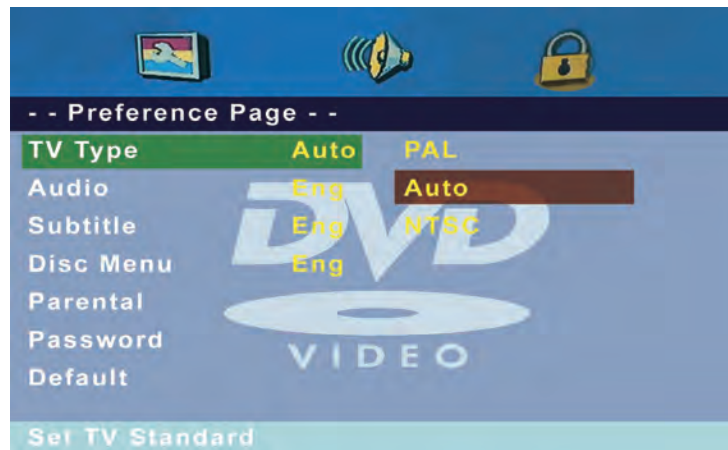 - - Preference Page - -
TV Type Auto PAL
Audio Eng Auto
Subtitle Eng NTSC
Disc Menu Eng
Parental
Password
Default
DVD
VIDEO
Set TV Standard